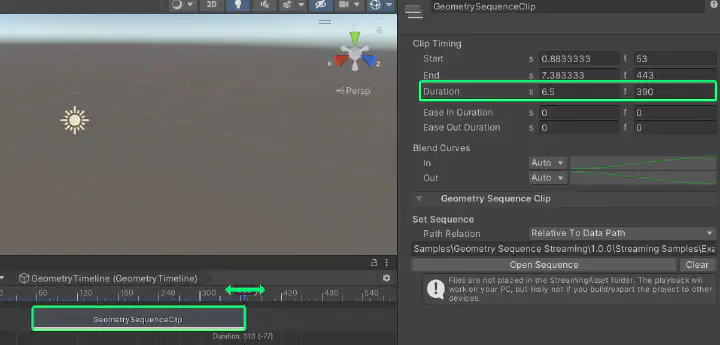 2D
GeometrySequenceClip
x
z
Persp
Clip Timing
Start s 0.8833333 f 53
End s 7.383333 f 443
Duration s 6.5 f 390
Ease In Duration s 0 f 0
Ease Out Duration s 0 f 0
Blend Curves
In Auto
Out Auto
Geometry Sequence Clip
Set Sequence
Path Relation Relative To Data Path
Samples\Geometry Sequence Streaming\1.0.0\Streaming Samples\Exa
Open Sequence Clear
Files are not placed in the StreamingAsset folder. The playback will
work on your PC, but likely not if you build/export the project to other
devices.
GeometryTimeline (GeometryTimeline)
60 120 180 240 300 420 480 540
GeometrySequenceClip
Duration: 313 (-77)